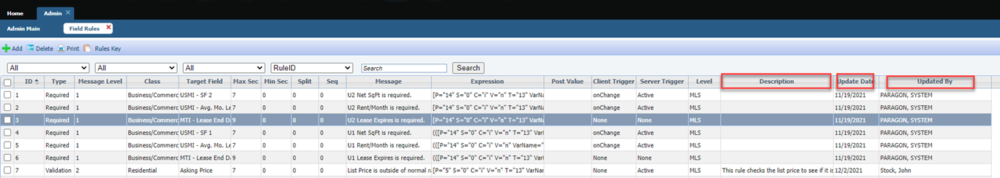 Home Admin
Admin Main Field Rules
Add Delete Print Rules Key
All All All RuleID Search Search
ID Type Message Level Class Target Field Max Sec Min Sec Split Seq Message Expression Post Value Client Trigger Server Trigger Level Description Update Date Updated By
1 Required 1 Business/Commerc USMI - SF 2 7 0 0 0 U2 Net SqFt is required. [P="14" S="0" C="i" V="n" T="13" VarName onChange Active MLS 11/19/2021 PARAGON, SYSTEM
2 Required 1 Business/Commerc USMI - Avg. Mo. Le 7 0 0 0 U2 Rent/Month is required. [P="14" S="0" C="i" V="n" T="13" VarName onChange Active MLS 11/19/2021 PARAGON, SYSTEM
3 Required 1 Business/Commerc MTI - Lease End Da 9 0 0 0 U2 Lease Expires is required. [P="14" S="0" C="i" V="n" T="13" VarName None None MLS 11/19/2021 PARAGON, SYSTEM
4 Required 1 Business/Commerc USMI - SF 1 7 0 0 0 U1 Net SqFt is required. (([P="14" S="0" C="i" V="n" T="13" VarN onChange Active MLS 11/19/2021 PARAGON, SYSTEM
5 Required 1 Business/Commerc USMI - Avg. Mo. Le 7 0 0 0 U1 Rent/Month is required. (([P="14" S="0" C="i" V="n" VarName=" onChange Active MLS 11/19/2021 PARAGON, SYSTEM
6 Required 1 Business/Commerc MTI - Lease End Da 9 0 0 0 U1 Lease Expires is required. (([P="14" S="0" C="i" V="n" T="13" VarN None None MLS 11/19/2021 PARAGON, SYSTEM
7 Validation 2 Residential Asking Price 7 0 0 0 List Price is outside of normal ra [P="5" S="0" C="i" V="n" T="13" VarName onChange Active MLS This rule checks the list price to see if it is 12/2/2021 Stock, John